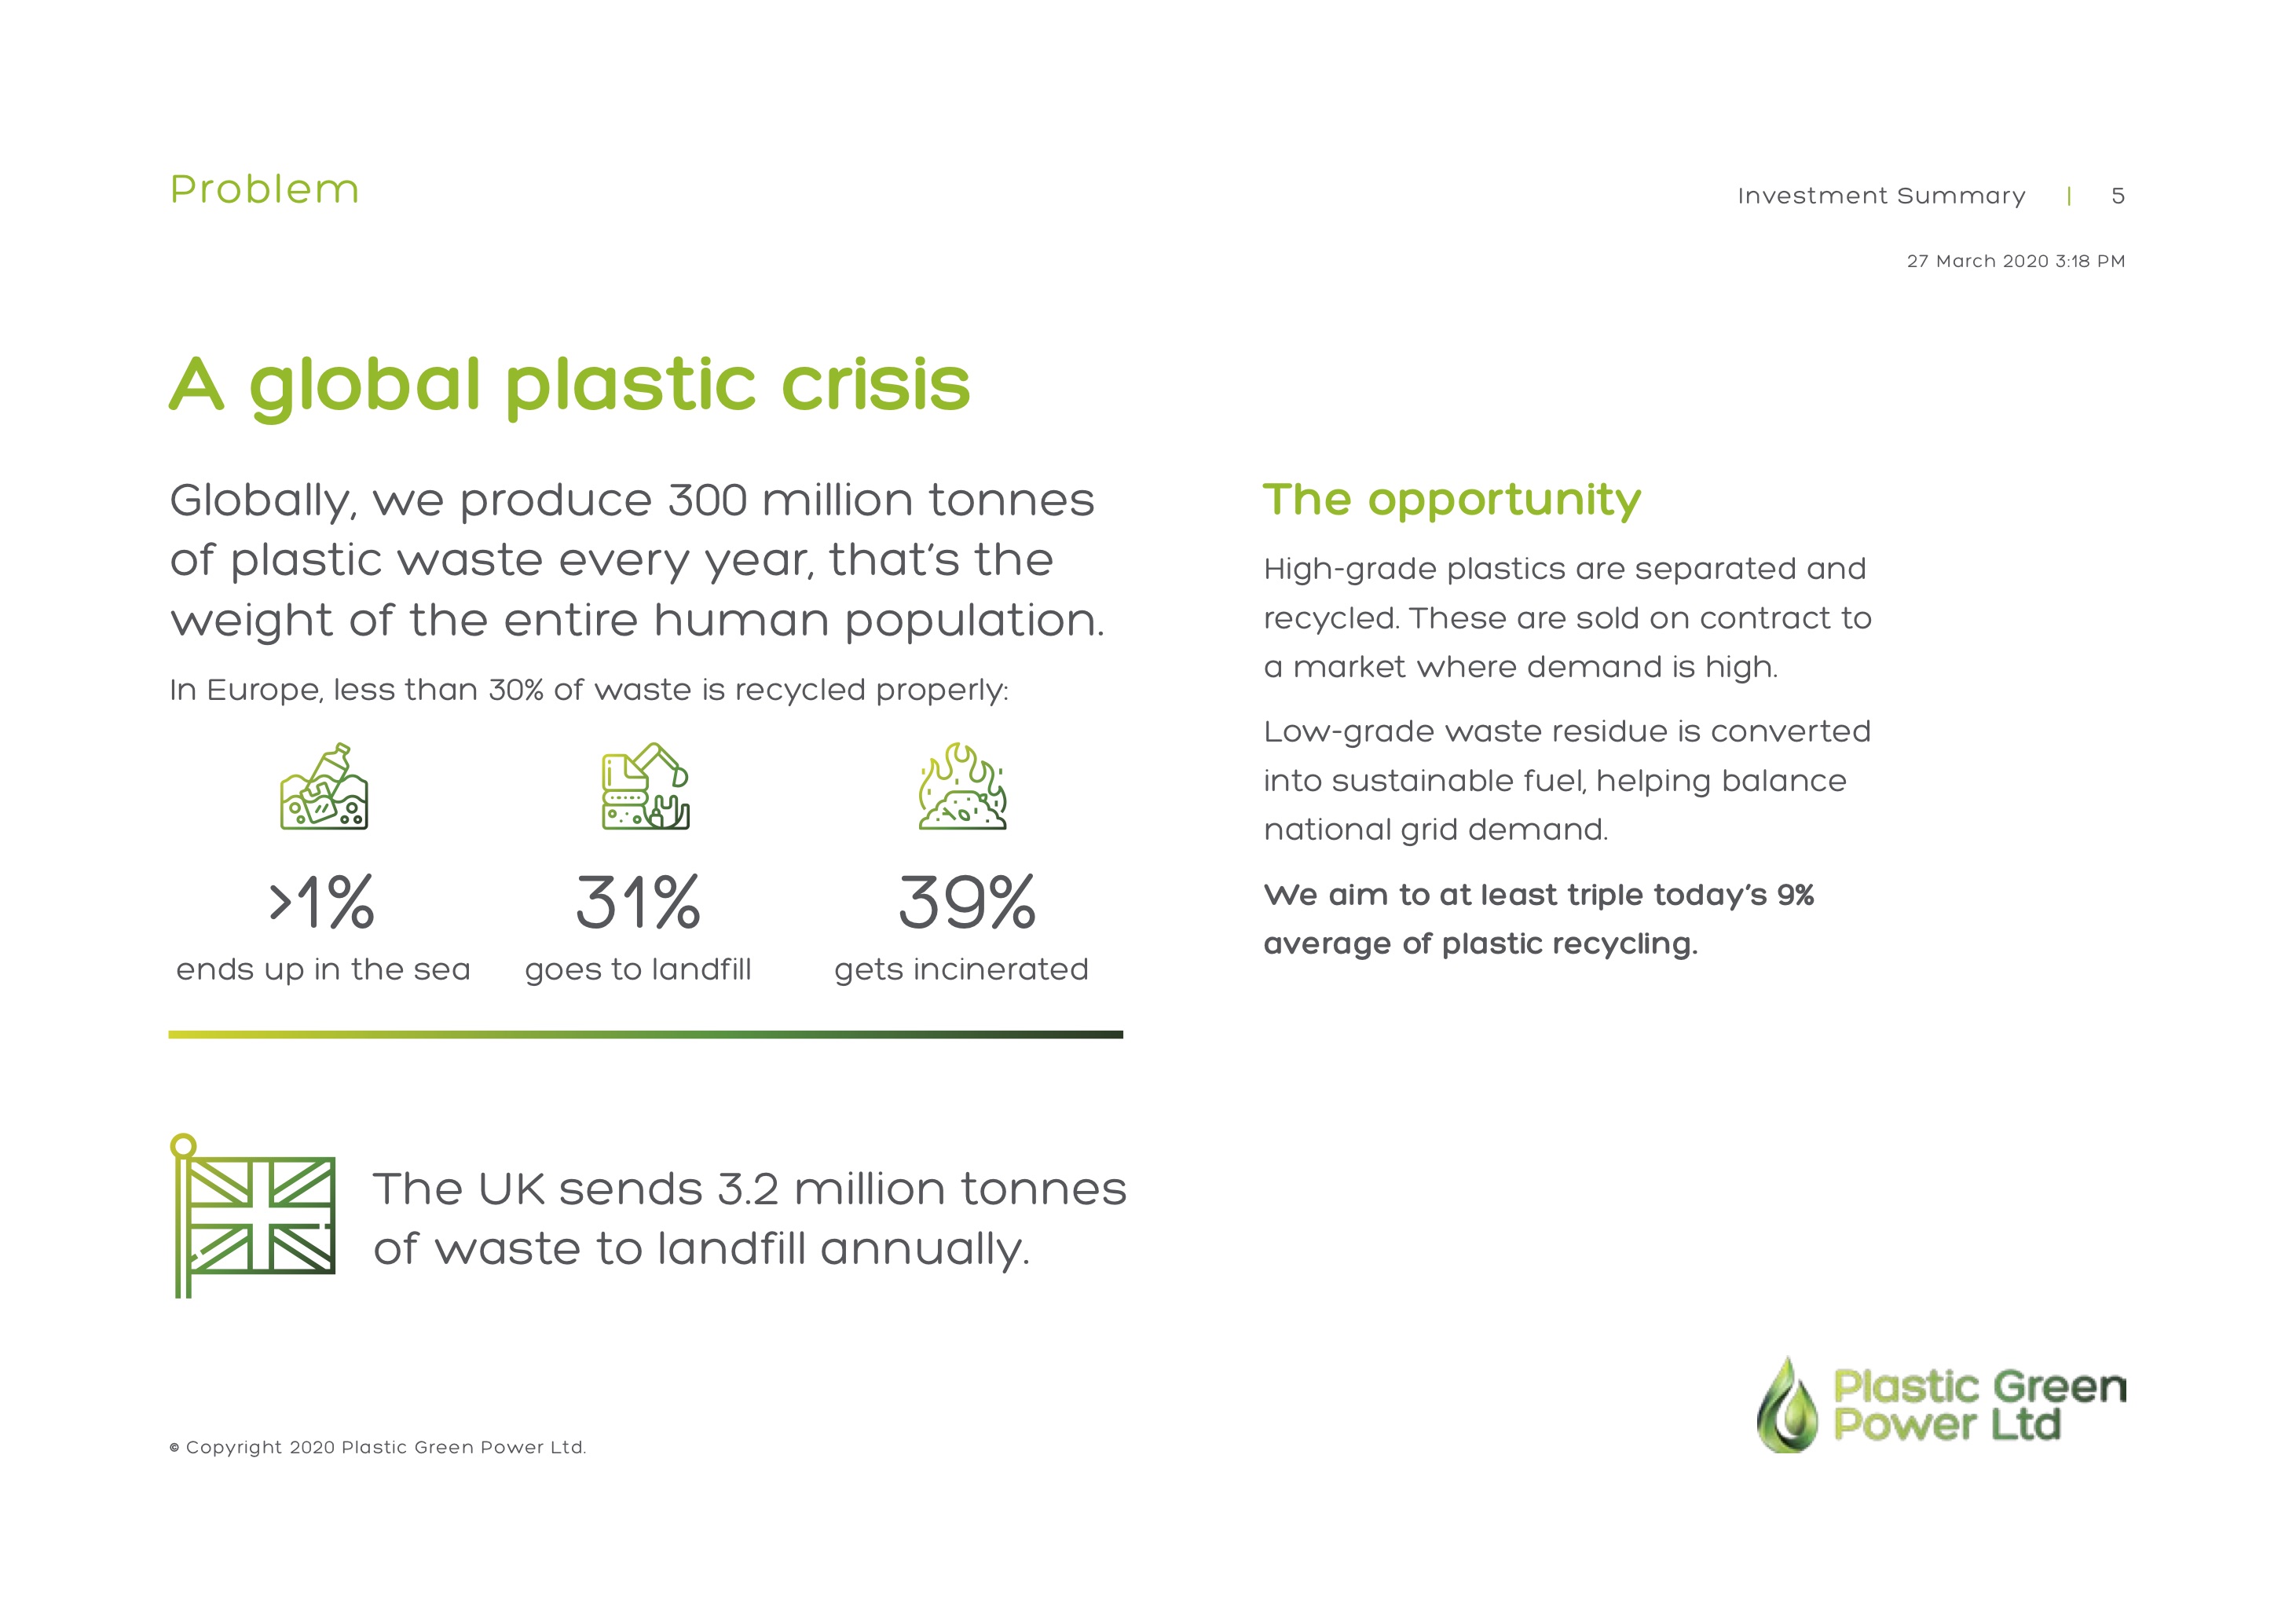 Problem
Investment Summary | 5
27 March 2020 3:18 PM
A global plastic crisis
Globally, we produce 300 million tonnes
of plastic waste every year, that's the
weight of the entire human population.
In Europe, less than 30% of waste is recycled properly:
>1%
ends up in the sea
31%
goes to landfill
39%
gets incinerated
The UK sends 3.2 million tonnes
of waste to landfill annually.
The opportunity
High-grade plastics are separated and
recycled. These are sold on contract to
a market where demand is high.
Low-grade waste residue is converted
into sustainable fuel, helping balance
national grid demand.
We aim to at least triple today's 9%
average of plastic recycling.
© Copyright 2020 Plastic Green Power Ltd.
Plastic Green
Power Ltd